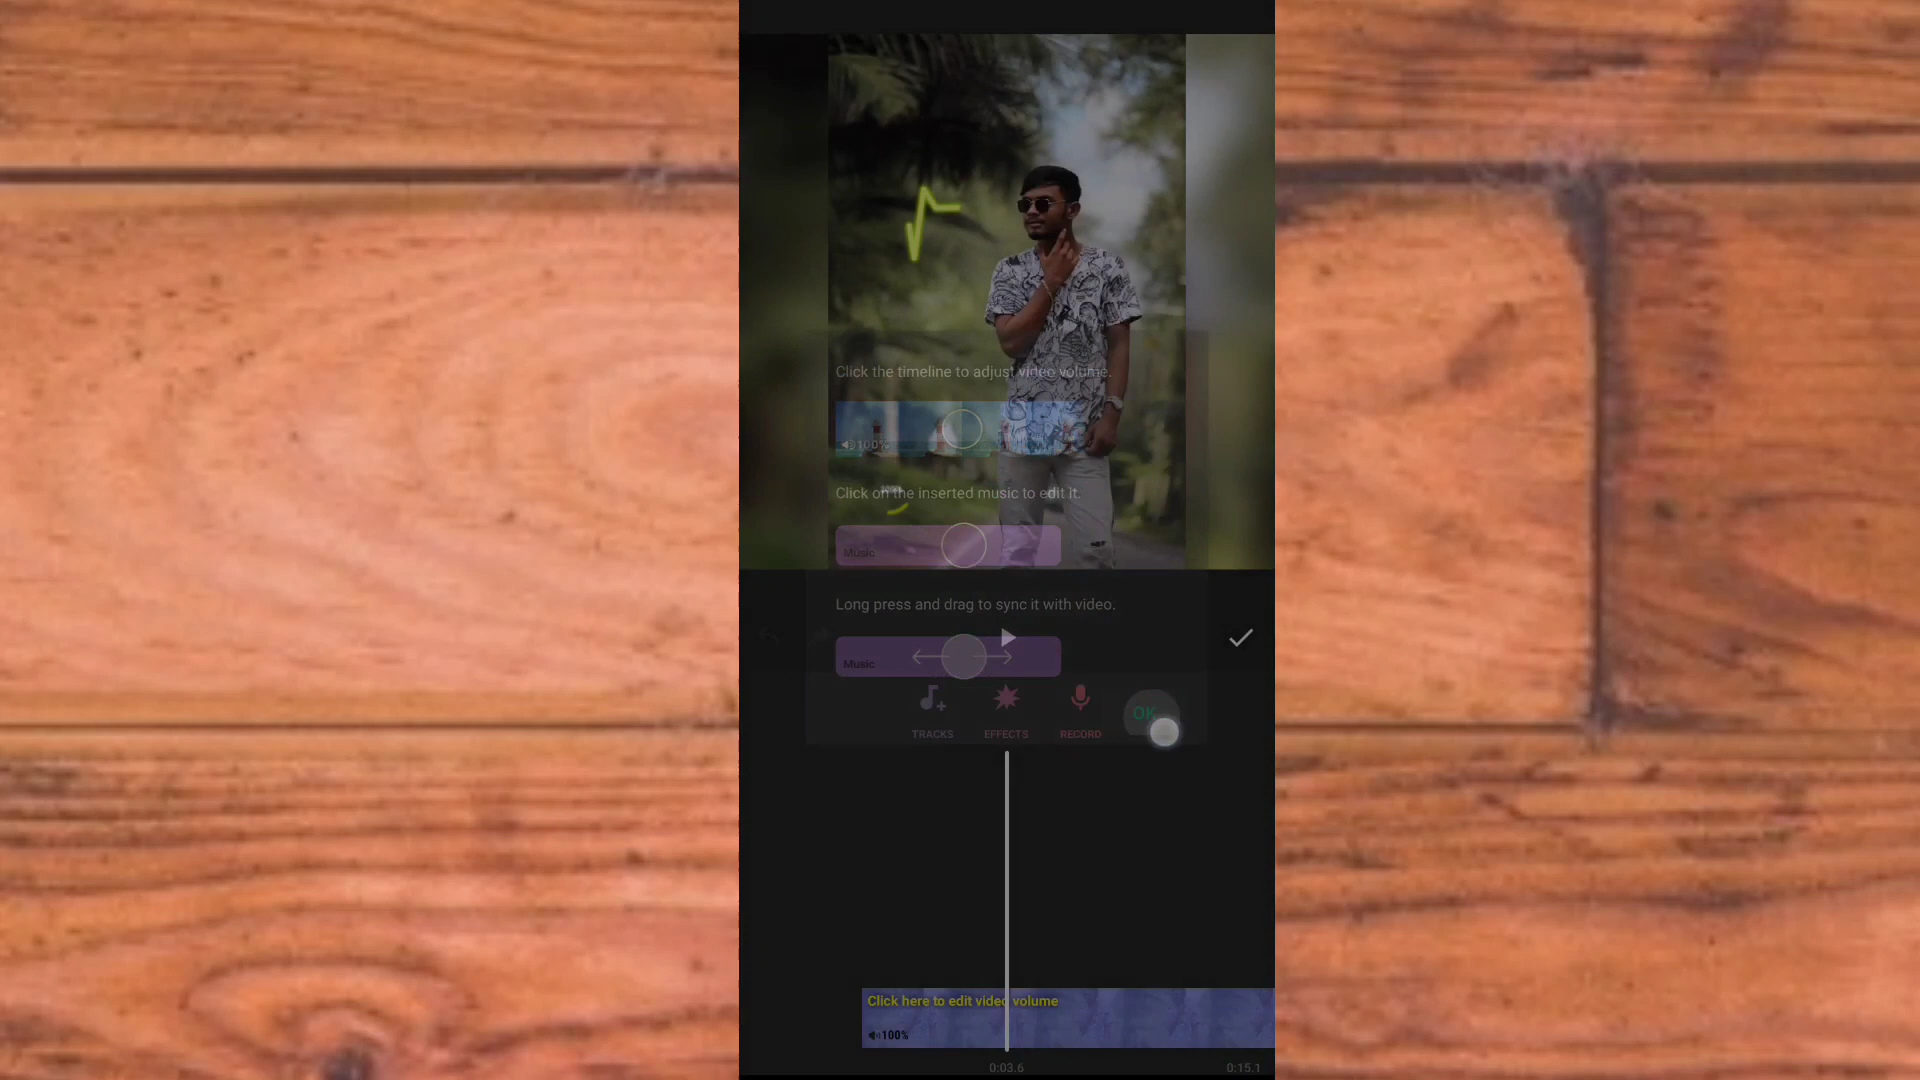 Click the timeline to adjust video volume.
100%
Click on the inserted music to edit it.
Music
Long press and drag to sync it with video.
Music
OK
TRACKS EFFECTS RECORD
Click here to edit video volume
100%
0:03.6 0:15.1